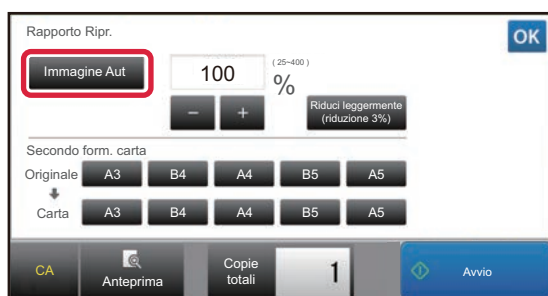 Rapporto Ripr.
OK
Immagine Aut
100
(25~400)
%
−
+
Riduci leggermente
(riduzione 3%)
Secondo form. carta
Originale
A3
B4
A4
B5
A5
Carta
A3
B4
A4
B5
A5
CA
Anteprima
Copie
totali
1
Avvio